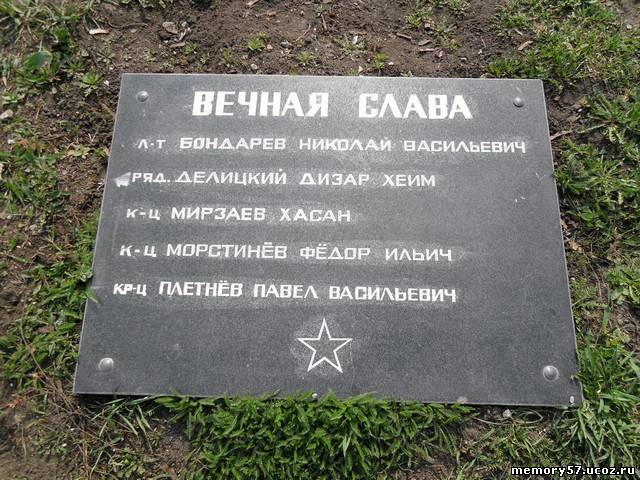 ВЕЧНАЯ СЛАВА
Л-Т БОНДАРЕВ НИКОЛАЙ ВАСИЛЬЕВИЧ
РЯД. ДЕЛИЦКИЙ ДИЗАР ХЕИМ
К-Ц МИРЗАЕВ ХАСАН
К-Ц МОРСТИНЁВ ФЁДОР ИЛЬИЧ
КР-Ц ПЛЕТНЁВ ПАВЕЛ ВАСИЛЬЕВИЧ
memory57.ucoz.ru